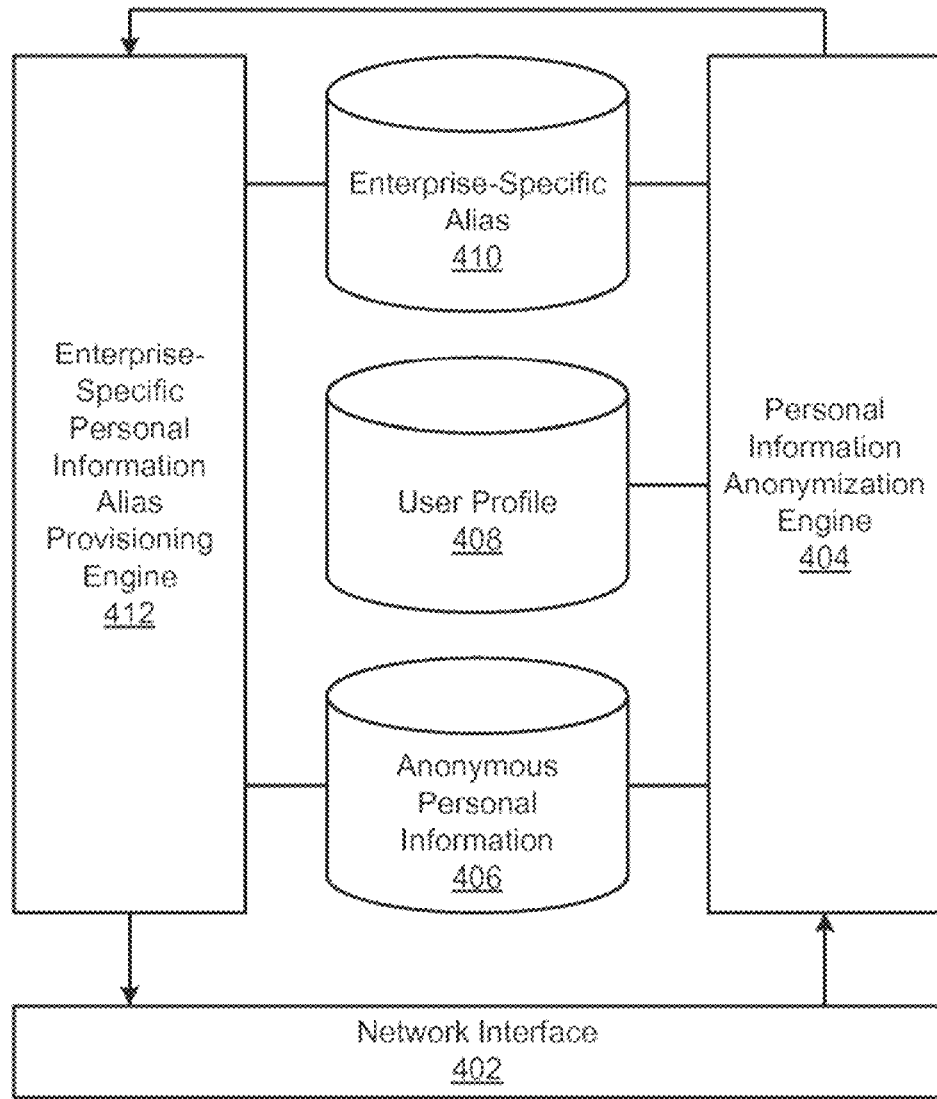 Enterprise-Specific
Alias
410
Enterprise-
Specific
Personal
Information
Alias
Provisioning
Engine
412
User Profile
408
Personal
Information
Anonymization
Engine
404
Anonymous
Personal
Information
406
Network Interface
402